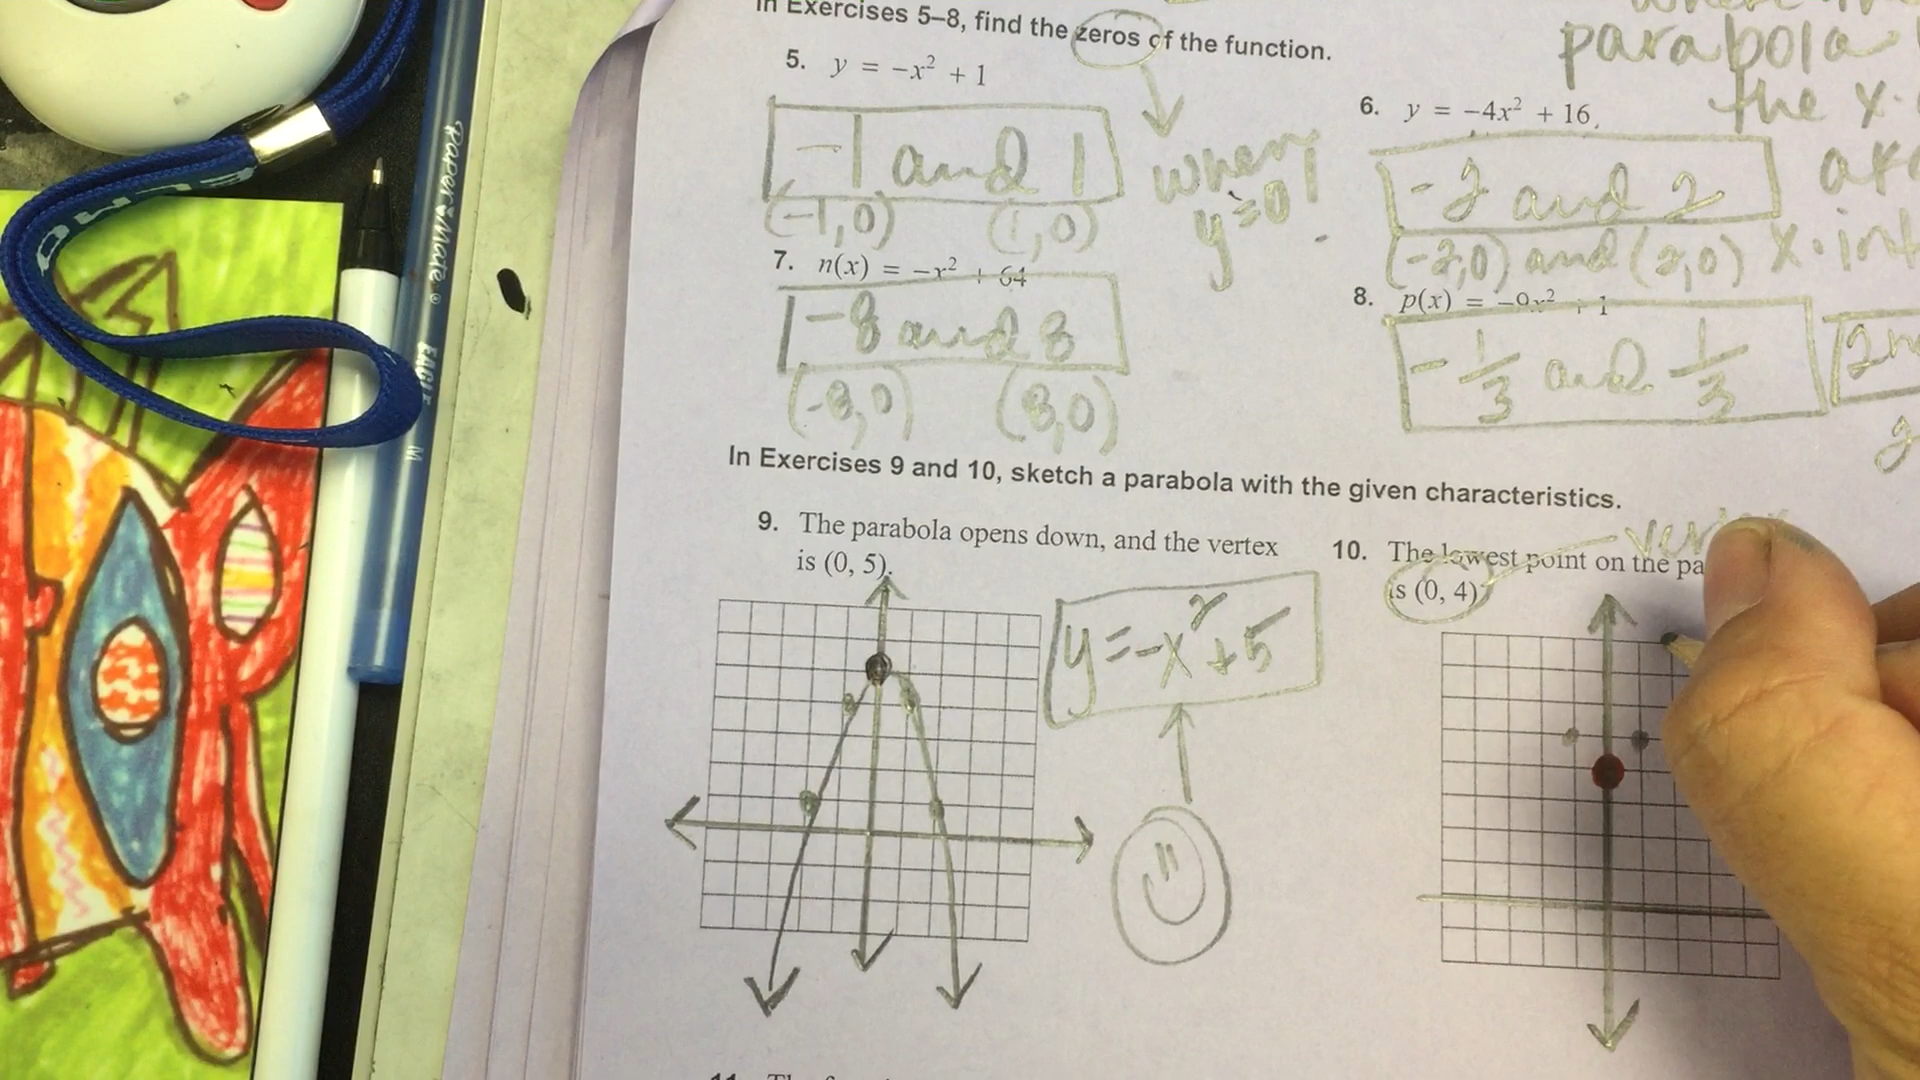 In Exercises 5–8, find the zeros of the function.
5. y = −x² + 1
-1 and 1
(-1,0) (1,0)
when
y=0
6. y = −4x² + 16
-2 and 2
(-2,0) and (2,0)
parabola
the x-
x-int
7. n(x) = −x² + 64
-8 and 8
(-8,0) (8,0)
8. p(x) = −9x² + 1
-1/3 and 1/3
In Exercises 9 and 10, sketch a parabola with the given characteristics.
9. The parabola opens down, and the vertex
is (0, 5).
y=-x²+5
10. The lowest point on the pa
is (0, 4).
PaperMate ® EAGLE M